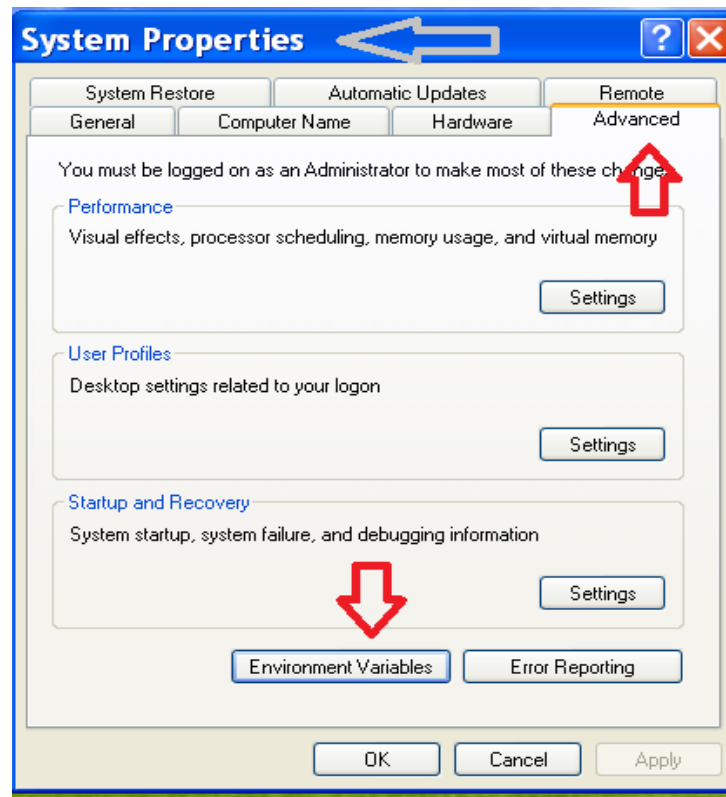 System Properties
System Restore Automatic Updates Remote
General Computer Name Hardware Advanced
You must be logged on as an Administrator to make most of these change
Performance
Visual effects, processor scheduling, memory usage, and virtual memory
Settings
User Profiles
Desktop settings related to your logon
Settings
Startup and Recovery
System startup, system failure, and debugging information
Settings
Environment Variables Error Reporting
OK Cancel Apply